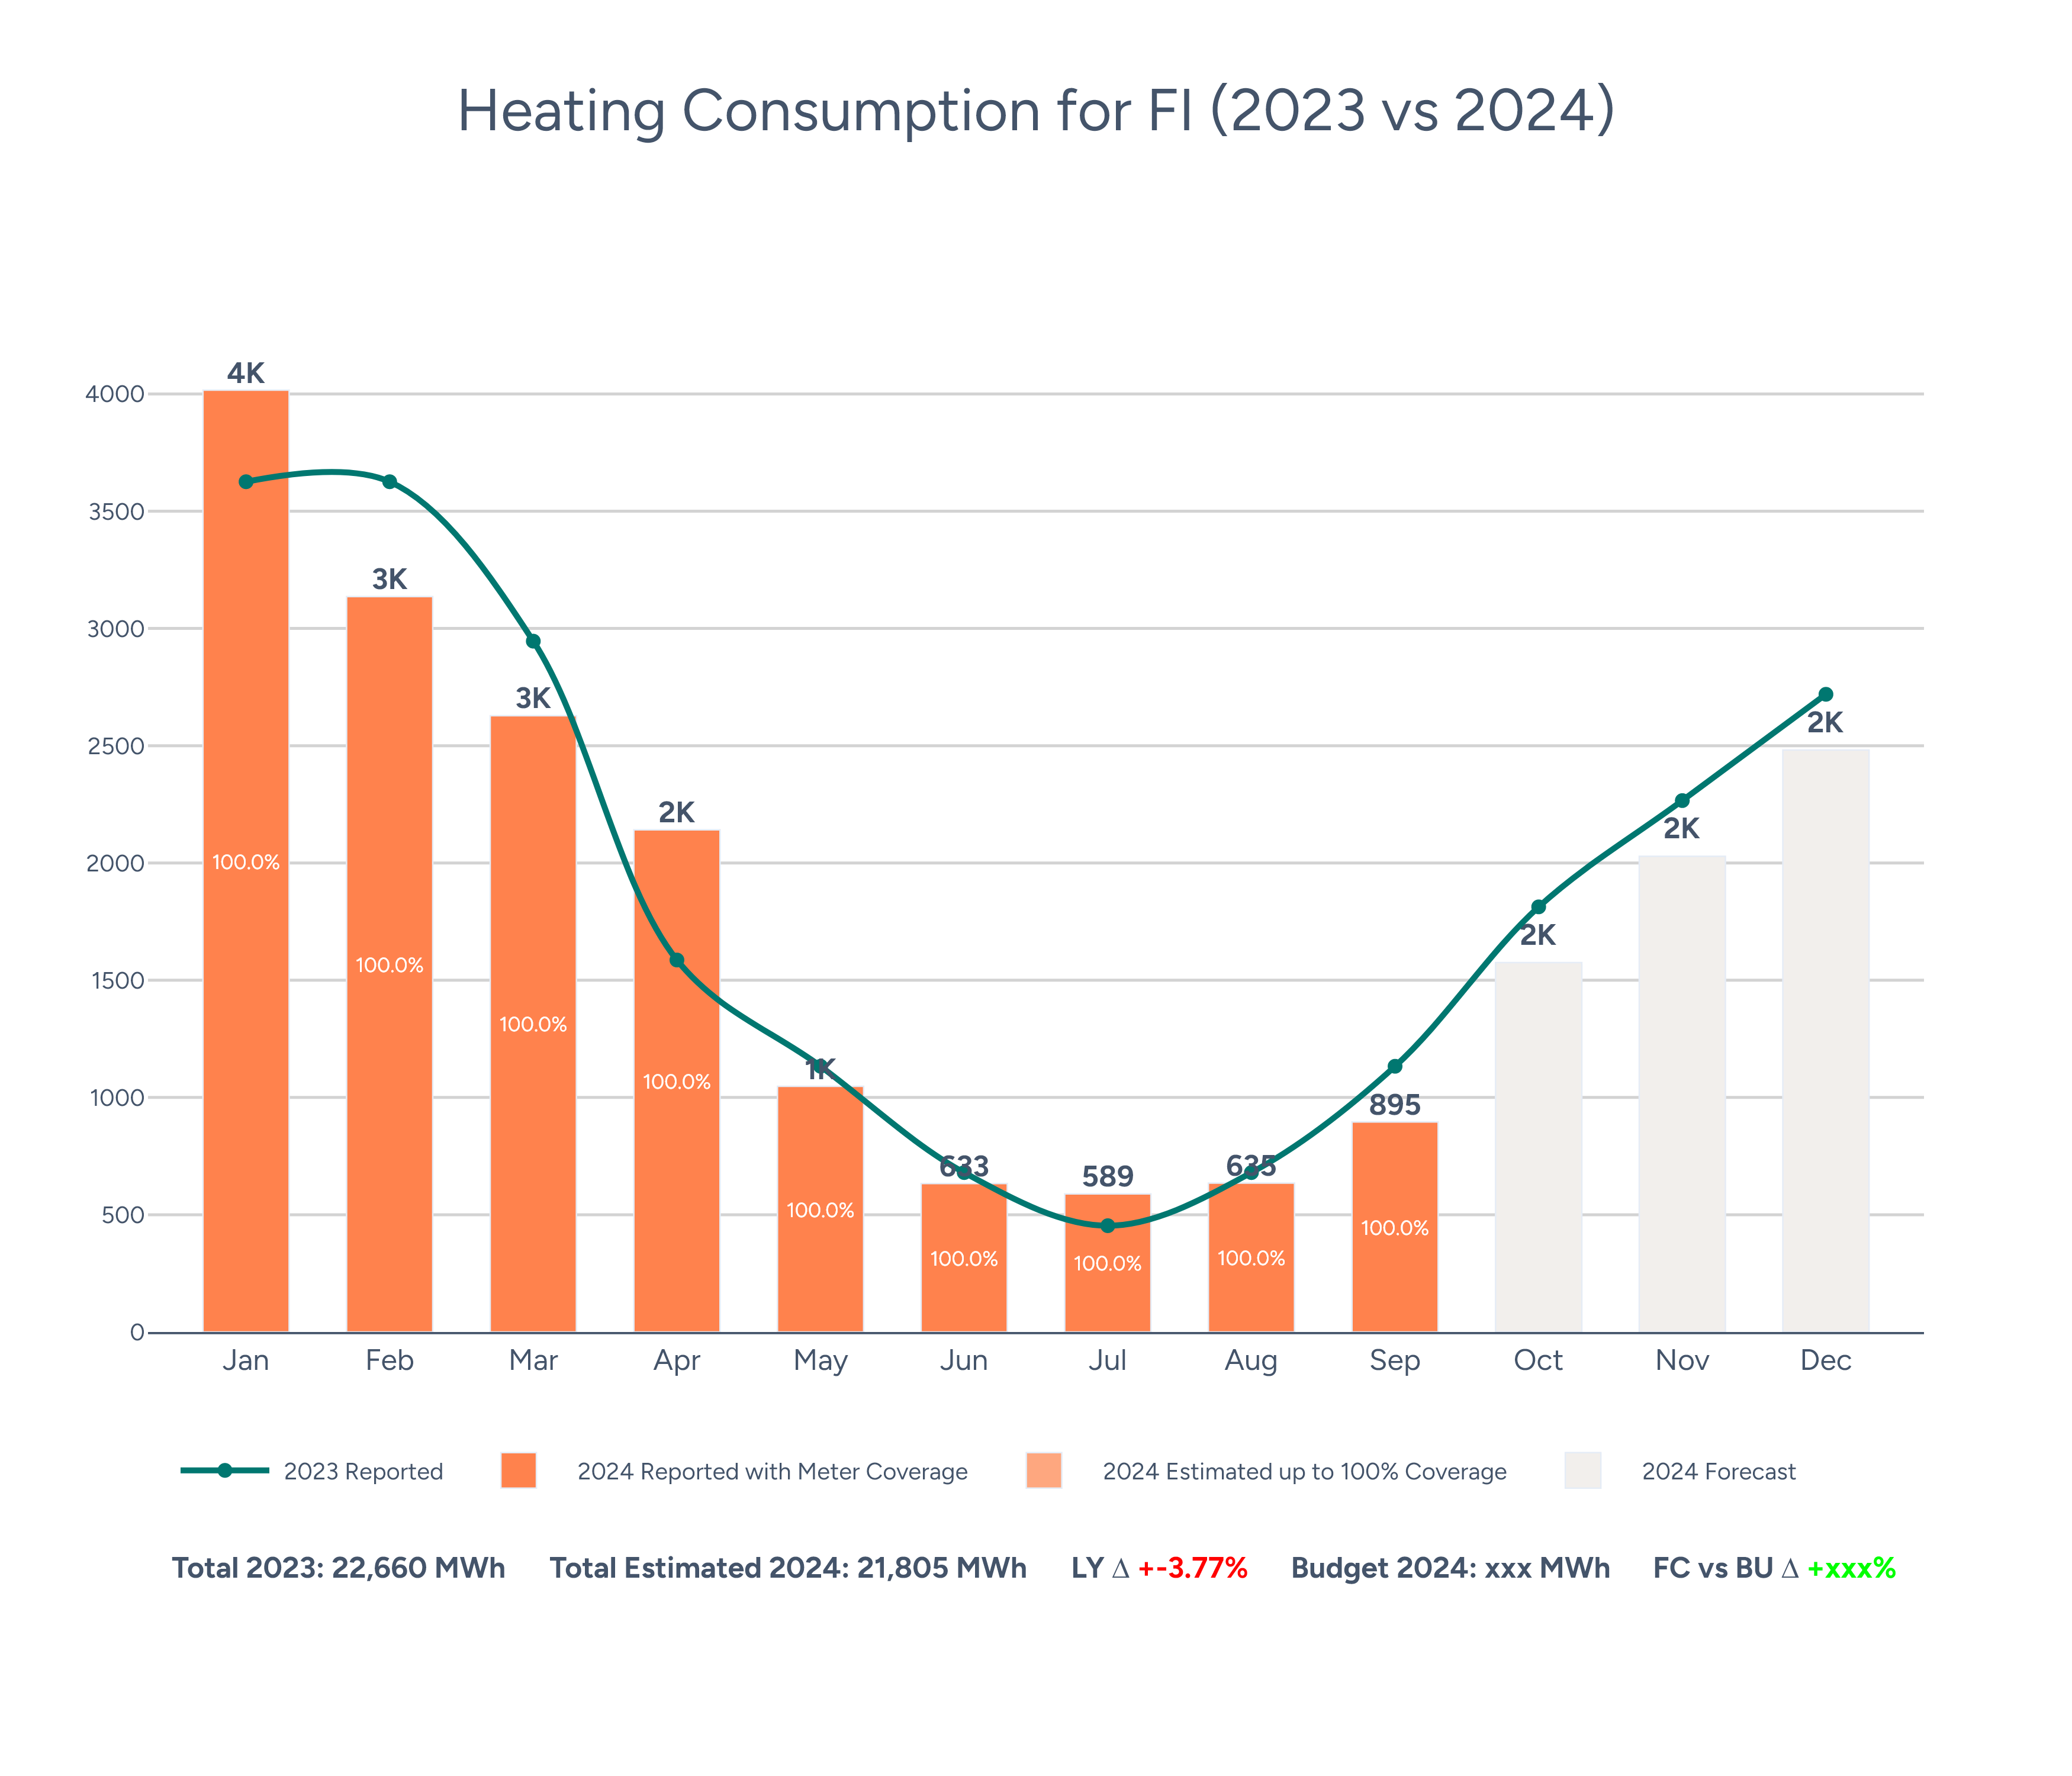 Heating Consumption for FI (2023 vs 2024)
4K
4000
3500
3K
3000
3K
2K
2500
2K
2K
2000
100.0%
2K
100.0%
1500
100.0%
1K
100.0%
1000
895
633
589
635
100.0%
100.0%
500
100.0%
100.0%
100.0%
0
Jan Feb Mar Apr May Jun Jul Aug Sep Oct Nov Dec
2023 Reported 2024 Reported with Meter Coverage 2024 Estimated up to 100% Coverage 2024 Forecast
Total 2023: 22,660 MWh Total Estimated 2024: 21,805 MWh LY Δ +-3.77% Budget 2024: xxx MWh FC vs BU Δ +xxx%